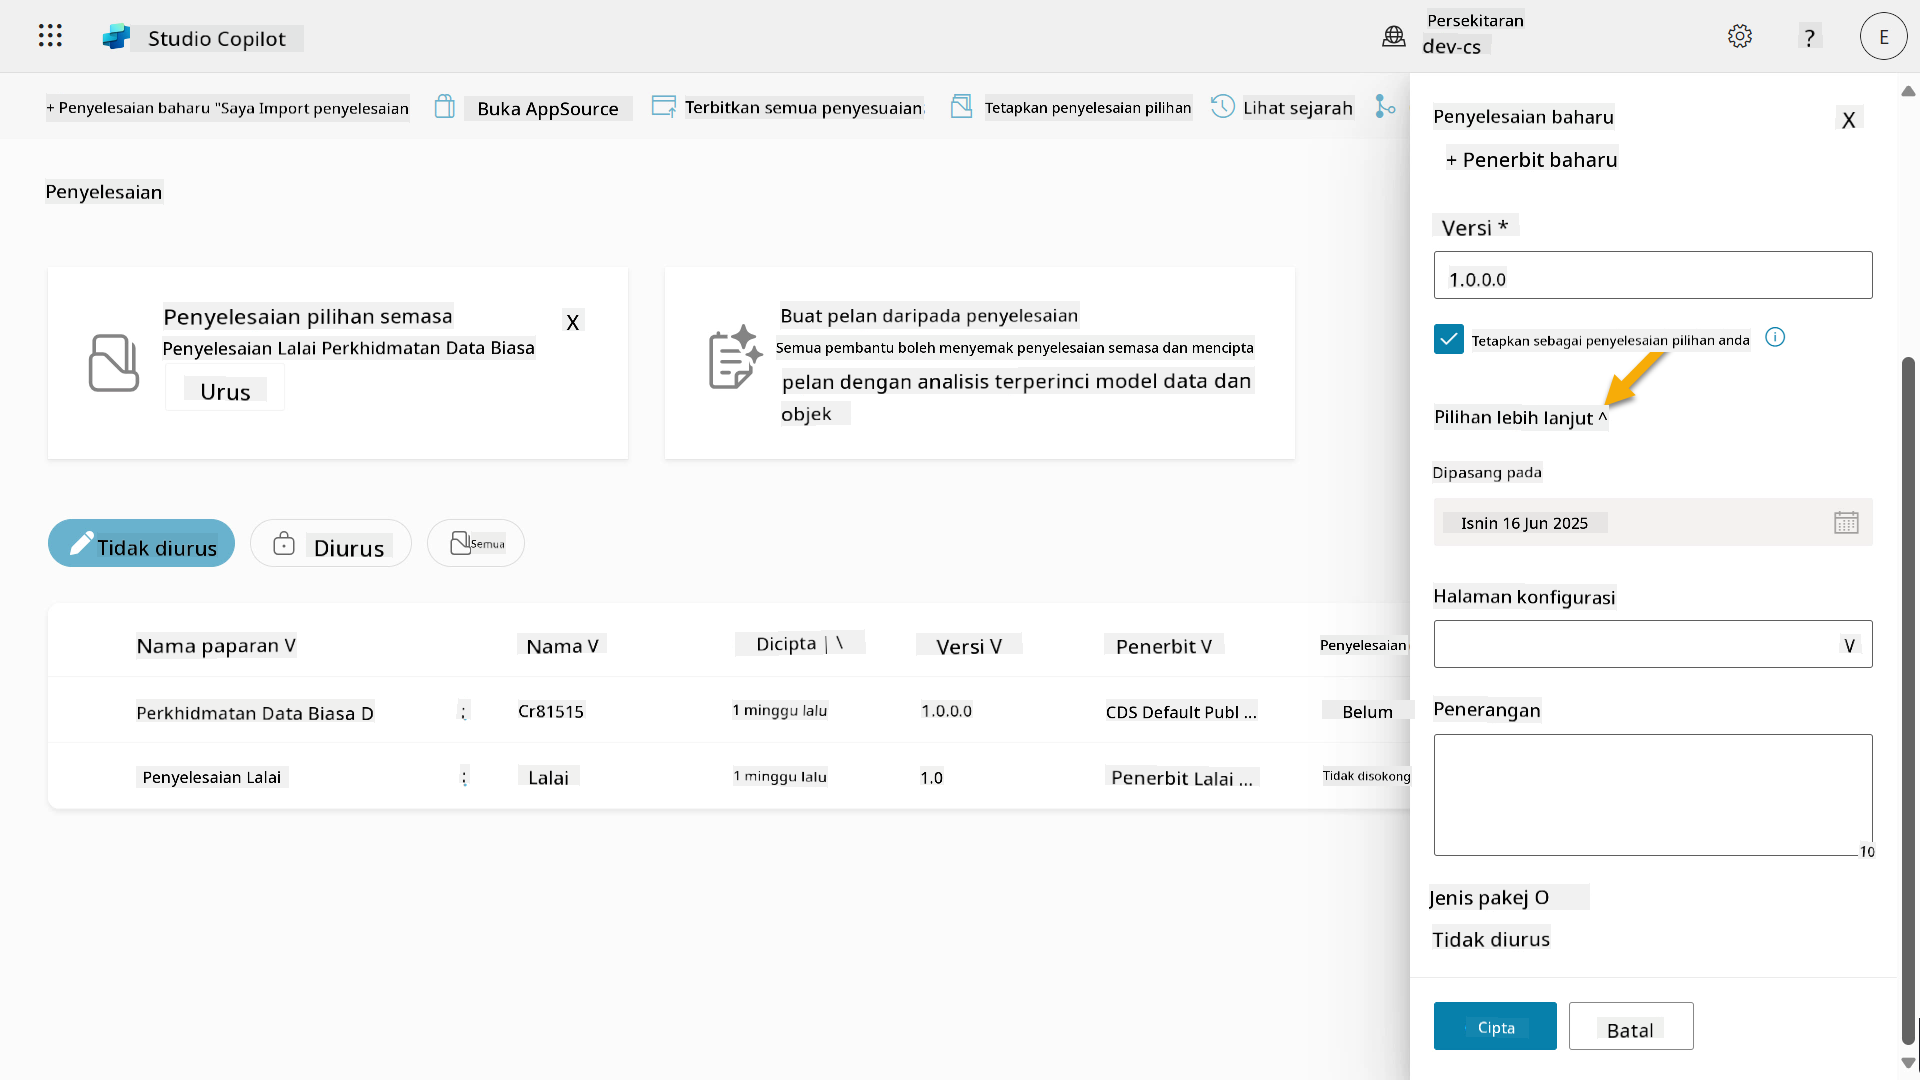 Studio Copilot
Persekitaran
dev-cs
?
E
+ Penyelesaian baharu "Saya Import penyelesaian
Buka AppSource
Terbitkan semua penyesuaian
Tetapkan penyelesaian pilihan
Lihat sejarah
Penyelesaian
Penyelesaian pilihan semasa
X
Penyelesaian Lalai Perkhidmatan Data Biasa
Urus
Buat pelan daripada penyelesaian
Semua pembantu boleh menyemak penyelesaian semasa dan mencipta
pelan dengan analisis terperinci model data dan
objek
Tidak diurus
Diurus
Semua
Nama paparan V
Nama V
Dicipta | \
Versi V
Penerbit V
Penyelesaian
Perkhidmatan Data Biasa D
:
Cr81515
1 minggu lalu
1.0.0.0
CDS Default Publ ...
Belum
Penyelesaian Lalai
:
Lalai
1 minggu lalu
1.0
Penerbit Lalai ...
Tidak disokong
Penyelesaian baharu
X
+ Penerbit baharu
Versi *
1.0.0.0
Tetapkan sebagai penyelesaian pilihan anda
Pilihan lebih lanjut ^
Dipasang pada
Isnin 16 Jun 2025
Halaman konfigurasi
V
Penerangan
10
Jenis pakej O
Tidak diurus
Cipta
Batal